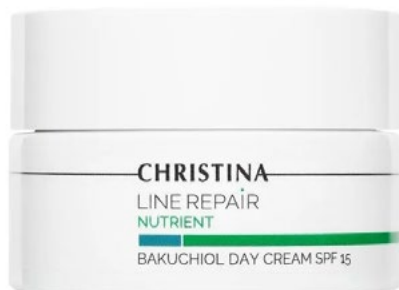 CHRISTINA
LINE REPAIR
NUTRIENT
BAKUCHIOL DAY CREAM SPF 15